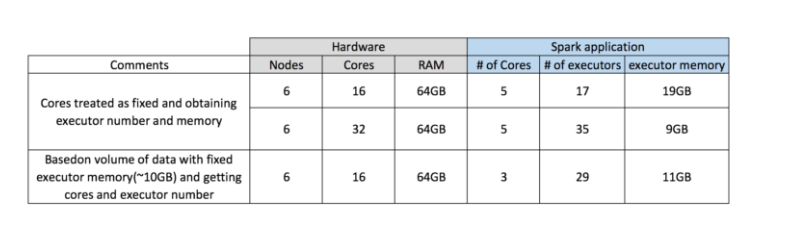 Hardware Spark application
Comments Nodes Cores RAM # of Cores # of executors executor memory
Cores treated as fixed and obtaining
executor number and memory
6 16 64GB 5 17 19GB
6 32 64GB 5 35 9GB
Basedon volume of data with fixed
executor memory(~10GB) and getting
cores and executor number
6 16 64GB 3 29 11GB